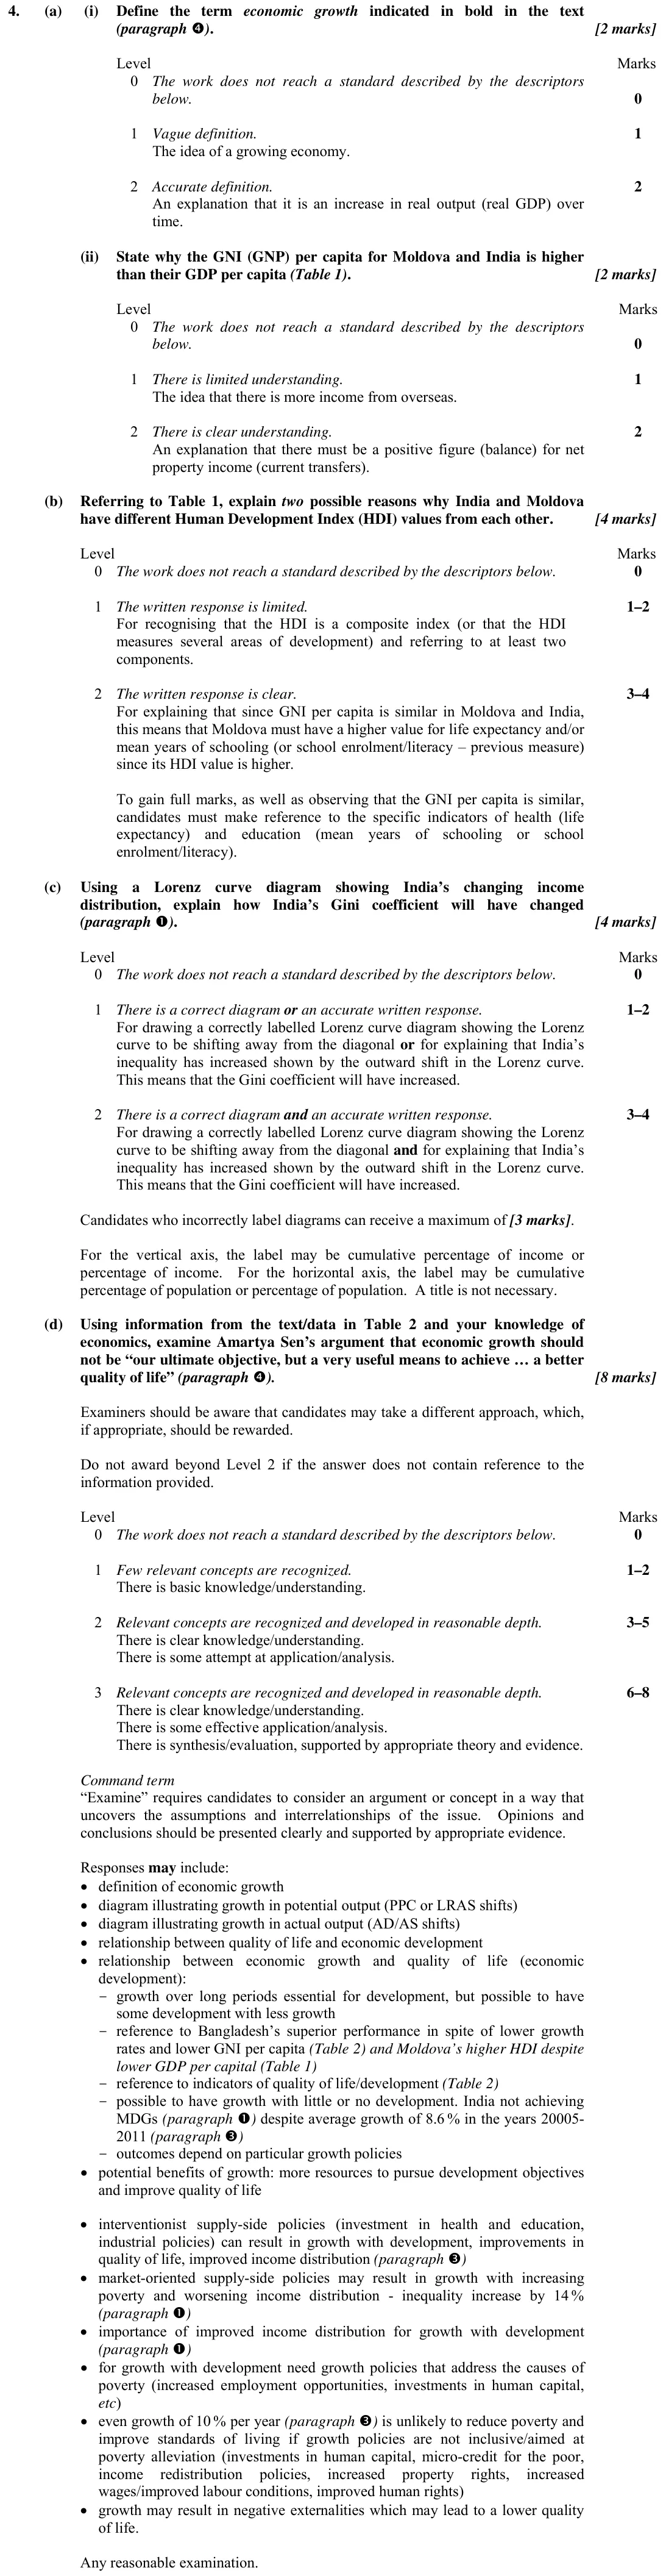 4. (a) (i) Define the term economic growth indicated in bold in the text
(paragraph ❹). [2 marks]
Level Marks
0 The work does not reach a standard described by the descriptors
below. 0
1 Vague definition. 1
The idea of a growing economy.
2 Accurate definition. 2
An explanation that it is an increase in real output (real GDP) over
time.
(ii) State why the GNI (GNP) per capita for Moldova and India is higher
than their GDP per capita (Table 1). [2 marks]
Level Marks
0 The work does not reach a standard described by the descriptors
below. 0
1 There is limited understanding. 1
The idea that there is more income from overseas.
2 There is clear understanding. 2
An explanation that there must be a positive figure (balance) for net
property income (current transfers).
(b) Referring to Table 1, explain two possible reasons why India and Moldova
have different Human Development Index (HDI) values from each other. [4 marks]
Level Marks
0 The work does not reach a standard described by the descriptors below. 0
1 The written response is limited. 1–2
For recognising that the HDI is a composite index (or that the HDI
measures several areas of development) and referring to at least two
components.
2 The written response is clear. 3–4
For explaining that since GNI per capita is similar in Moldova and India,
this means that Moldova must have a higher value for life expectancy and/or
mean years of schooling (or school enrolment/literacy – previous measure)
since its HDI value is higher.
To gain full marks, as well as observing that the GNI per capita is similar,
candidates must make reference to the specific indicators of health (life
expectancy) and education (mean years of schooling or school
enrolment/literacy).
(c) Using a Lorenz curve diagram showing India's changing income
distribution, explain how India's Gini coefficient will have changed
(paragraph ❶). [4 marks]
Level Marks
0 The work does not reach a standard described by the descriptors below. 0
1 There is a correct diagram or an accurate written response. 1–2
For drawing a correctly labelled Lorenz curve diagram showing the Lorenz
curve to be shifting away from the diagonal or for explaining that India's
inequality has increased shown by the outward shift in the Lorenz curve.
This means that the Gini coefficient will have increased.
2 There is a correct diagram and an accurate written response. 3–4
For drawing a correctly labelled Lorenz curve diagram showing the Lorenz
curve to be shifting away from the diagonal and for explaining that India's
inequality has increased shown by the outward shift in the Lorenz curve.
This means that the Gini coefficient will have increased.
Candidates who incorrectly label diagrams can receive a maximum of [3 marks].
For the vertical axis, the label may be cumulative percentage of income or
percentage of income. For the horizontal axis, the label may be cumulative
percentage of population or percentage of population. A title is not necessary.
(d) Using information from the text/data in Table 2 and your knowledge of
economics, examine Amartya Sen's argument that economic growth should
not be "our ultimate objective, but a very useful means to achieve … a better
quality of life" (paragraph ❹). [8 marks]
Examiners should be aware that candidates may take a different approach, which,
if appropriate, should be rewarded.
Do not award beyond Level 2 if the answer does not contain reference to the
information provided.
Level Marks
0 The work does not reach a standard described by the descriptors below. 0
1 Few relevant concepts are recognized. 1–2
There is basic knowledge/understanding.
2 Relevant concepts are recognized and developed in reasonable depth. 3–5
There is clear knowledge/understanding.
There is some attempt at application/analysis.
3 Relevant concepts are recognized and developed in reasonable depth. 6–8
There is clear knowledge/understanding.
There is some effective application/analysis.
There is synthesis/evaluation, supported by appropriate theory and evidence.
Command term
"Examine" requires candidates to consider an argument or concept in a way that
uncovers the assumptions and interrelationships of the issue. Opinions and
conclusions should be presented clearly and supported by appropriate evidence.
Responses may include:
• definition of economic growth
• diagram illustrating growth in potential output (PPC or LRAS shifts)
• diagram illustrating growth in actual output (AD/AS shifts)
• relationship between quality of life and economic development
• relationship between economic growth and quality of life (economic
development):
– growth over long periods essential for development, but possible to have
some development with less growth
– reference to Bangladesh's superior performance in spite of lower growth
rates and lower GNI per capita (Table 2) and Moldova's higher HDI despite
lower GDP per capital (Table 1)
– reference to indicators of quality of life/development (Table 2)
– possible to have growth with little or no development. India not achieving
MDGs (paragraph ❶) despite average growth of 8.6 % in the years 20005-
2011 (paragraph ❸)
– outcomes depend on particular growth policies
• potential benefits of growth: more resources to pursue development objectives
and improve quality of life
• interventionist supply-side policies (investment in health and education,
industrial policies) can result in growth with development, improvements in
quality of life, improved income distribution (paragraph ❸)
• market-oriented supply-side policies may result in growth with increasing
poverty and worsening income distribution - inequality increase by 14 %
(paragraph ❶)
• importance of improved income distribution for growth with development
(paragraph ❶)
• for growth with development need growth policies that address the causes of
poverty (increased employment opportunities, investments in human capital,
etc)
• even growth of 10 % per year (paragraph ❸) is unlikely to reduce poverty and
improve standards of living if growth policies are not inclusive/aimed at
poverty alleviation (investments in human capital, micro-credit for the poor,
income redistribution policies, increased property rights, increased
wages/improved labour conditions, improved human rights)
• growth may result in negative externalities which may lead to a lower quality
of life.
Any reasonable examination.